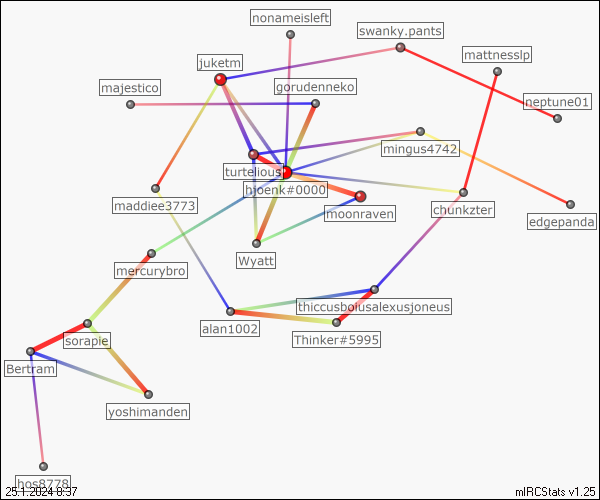 nonameisleft
swanky.pants
juketm
mattnesslp
majestico
gorudenneko
neptune01
mingus4742
turtelious
hjoenk#0000
maddiee3773
moonraven
chunkzter
edgepanda
Wyatt
mercurybro
thiccusboiusalexusjoneus
alan1002
sorapie
Thinker#5995
Bertram
yoshimanden
hos8778
25.1.2024 8:37
mIRCStats v1.25